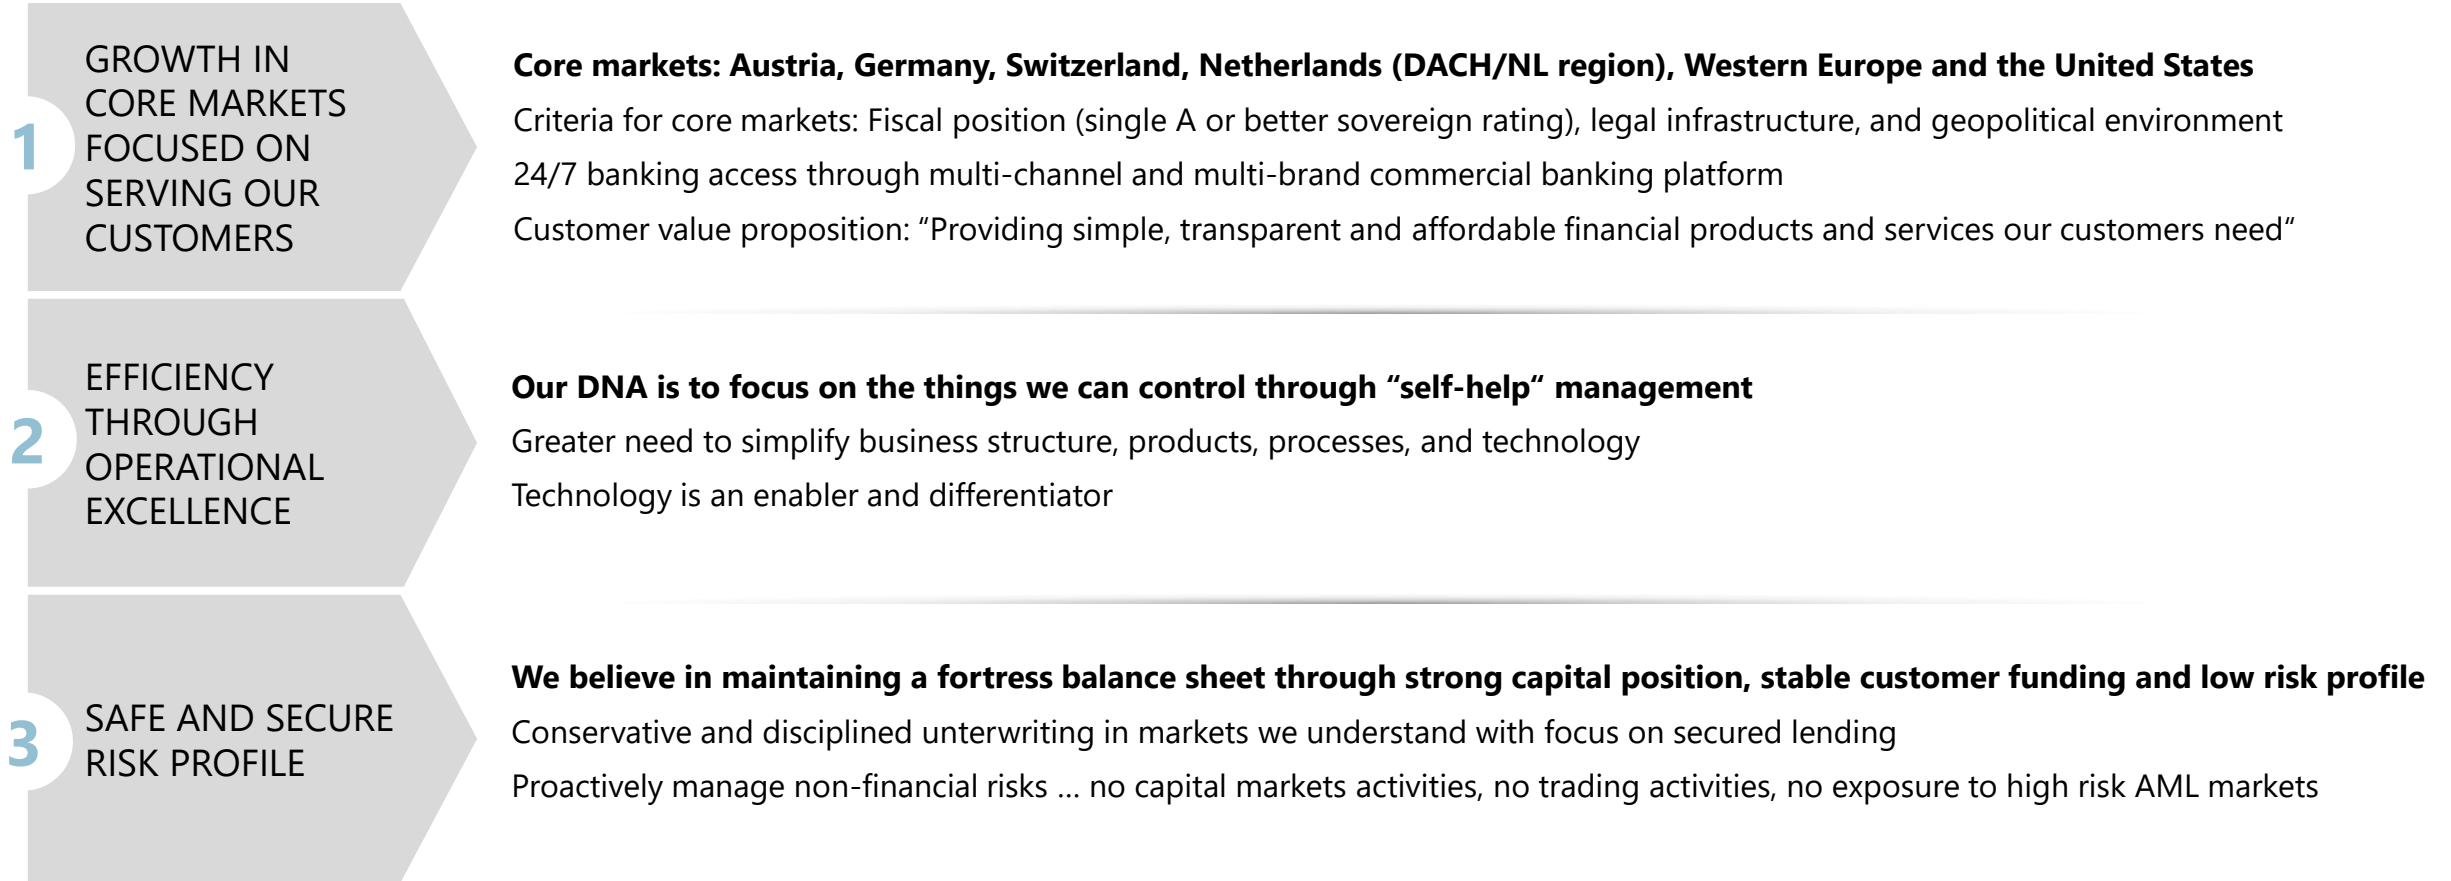 1
GROWTH IN
CORE MARKETS
FOCUSED ON
SERVING OUR
CUSTOMERS
Core markets: Austria, Germany, Switzerland, Netherlands (DACH/NL region), Western Europe and the United States
Criteria for core markets: Fiscal position (single A or better sovereign rating), legal infrastructure, and geopolitical environment
24/7 banking access through multi-channel and multi-brand commercial banking platform
Customer value proposition: “Providing simple, transparent and affordable financial products and services our customers need“
2
EFFICIENCY
THROUGH
OPERATIONAL
EXCELLENCE
Our DNA is to focus on the things we can control through “self-help“ management
Greater need to simplify business structure, products, processes, and technology
Technology is an enabler and differentiator
3
SAFE AND SECURE
RISK PROFILE
We believe in maintaining a fortress balance sheet through strong capital position, stable customer funding and low risk profile
Conservative and disciplined unterwriting in markets we understand with focus on secured lending
Proactively manage non-financial risks … no capital markets activities, no trading activities, no exposure to high risk AML markets